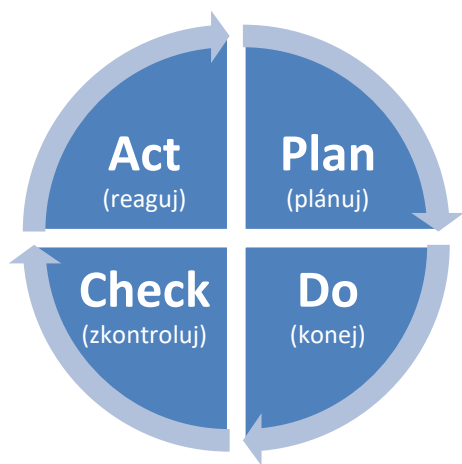 Act
(reaguj)
Plan
(plánuj)
Check
(zkontroluj)
Do
(konej)